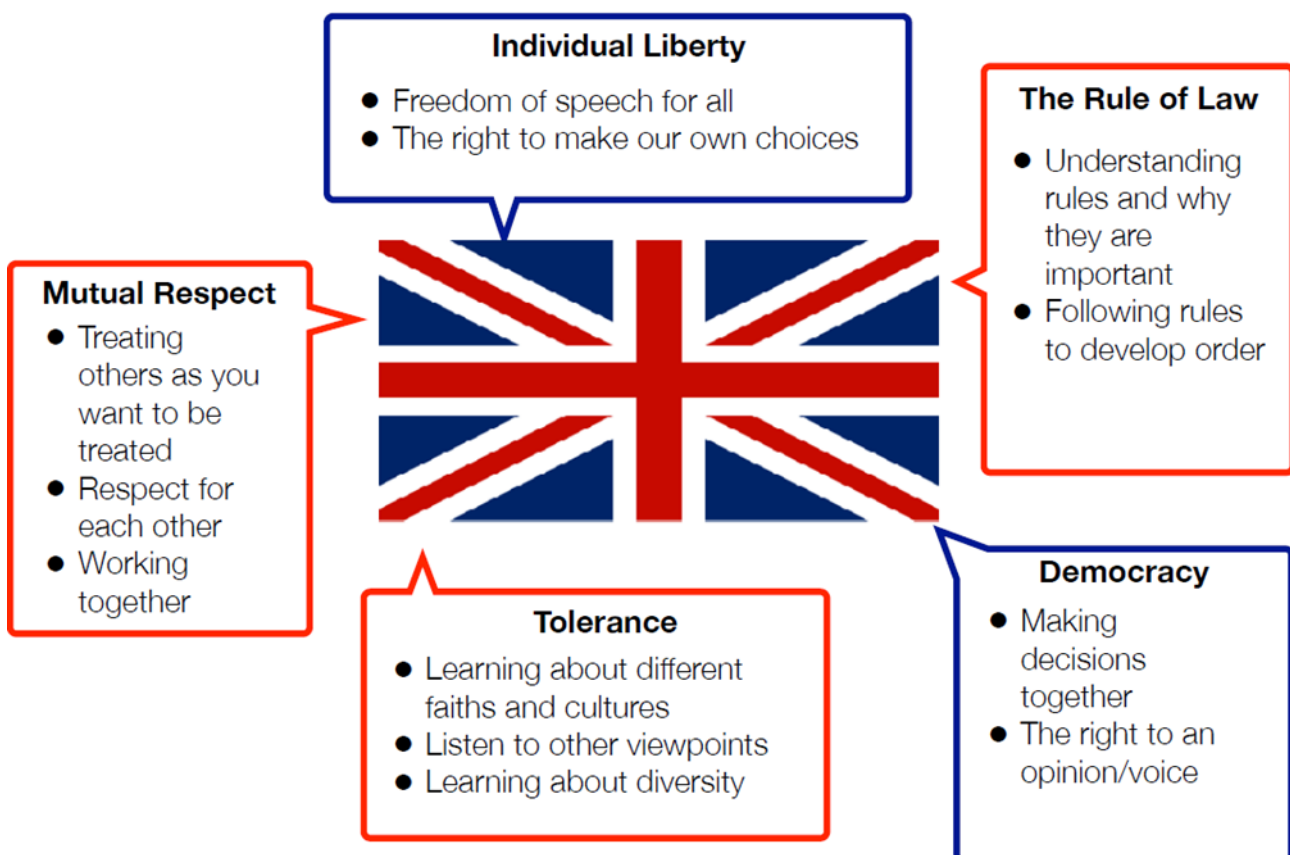 Individual Liberty
● Freedom of speech for all
● The right to make our own choices
The Rule of Law
● Understanding
rules and why
they are
important
● Following rules
to develop order
Mutual Respect
● Treating
others as you
want to be
treated
● Respect for
each other
● Working
together
Tolerance
● Learning about different
faiths and cultures
● Listen to other viewpoints
● Learning about diversity
Democracy
● Making
decisions
together
● The right to an
opinion/voice